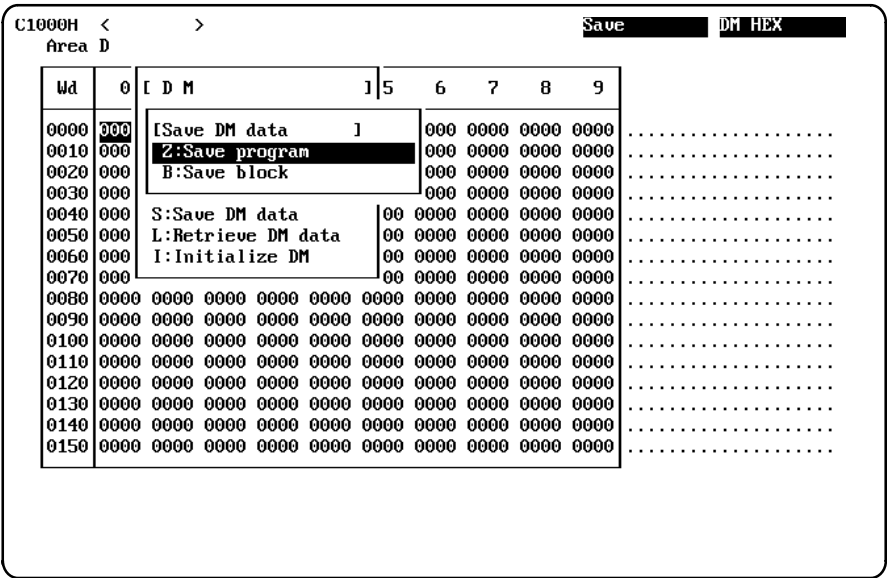 C1000H < > Save DM HEX
Area D
Wd 0 [ D M ] 5 6 7 8 9
0000 000 [Save DM data ] 000 0000 0000 0000 ....................
0010 000 Z:Save program 000 0000 0000 0000 ....................
0020 000 B:Save block 000 0000 0000 0000 ....................
0030 000 000 0000 0000 0000 ....................
0040 000 S:Save DM data 00 0000 0000 0000 0000 ....................
0050 000 L:Retrieve DM data 00 0000 0000 0000 0000 ....................
0060 000 I:Initialize DM 00 0000 0000 0000 0000 ....................
0070 000 00 0000 0000 0000 0000 ....................
0080 0000 0000 0000 0000 0000 0000 0000 0000 0000 0000 ....................
0090 0000 0000 0000 0000 0000 0000 0000 0000 0000 0000 ....................
0100 0000 0000 0000 0000 0000 0000 0000 0000 0000 0000 ....................
0110 0000 0000 0000 0000 0000 0000 0000 0000 0000 0000 ....................
0120 0000 0000 0000 0000 0000 0000 0000 0000 0000 0000 ....................
0130 0000 0000 0000 0000 0000 0000 0000 0000 0000 0000 ....................
0140 0000 0000 0000 0000 0000 0000 0000 0000 0000 0000 ....................
0150 0000 0000 0000 0000 0000 0000 0000 0000 0000 0000 ....................